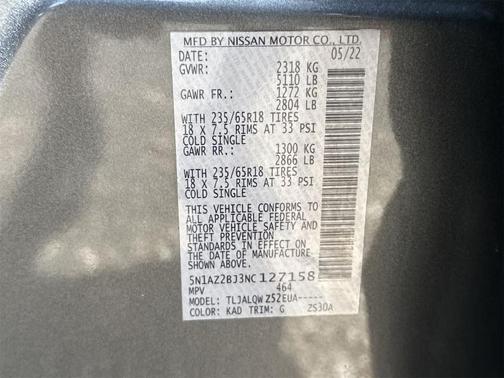 MFD BY NISSAN MOTOR CO., LTD.
DATE: 05/22
GVWR: 2318 KG
5110 LB
GAWR FR.: 1272 KG
2804 LB
WITH 235/65R18 TIRES
18 X 7.5 RIMS AT 33 PSI
COLD SINGLE
GAWR RR.: 1300 KG
2866 LB
WITH 235/65R18 TIRES
18 X 7.5 RIMS AT 33 PSI
COLD SINGLE
THIS VEHICLE CONFORMS TO
ALL APPLICABLE FEDERAL
MOTOR VEHICLE SAFETY AND
THEFT PREVENTION
STANDARDS IN EFFECT ON
THE DATE OF MANUFACTURE
SHOWN ABOVE.
5N1AZ2BJ3NC127158
MPV 464
MODEL: TLJALQWZ52EUA-----
COLOR: KAD TRIM: G ZS30A